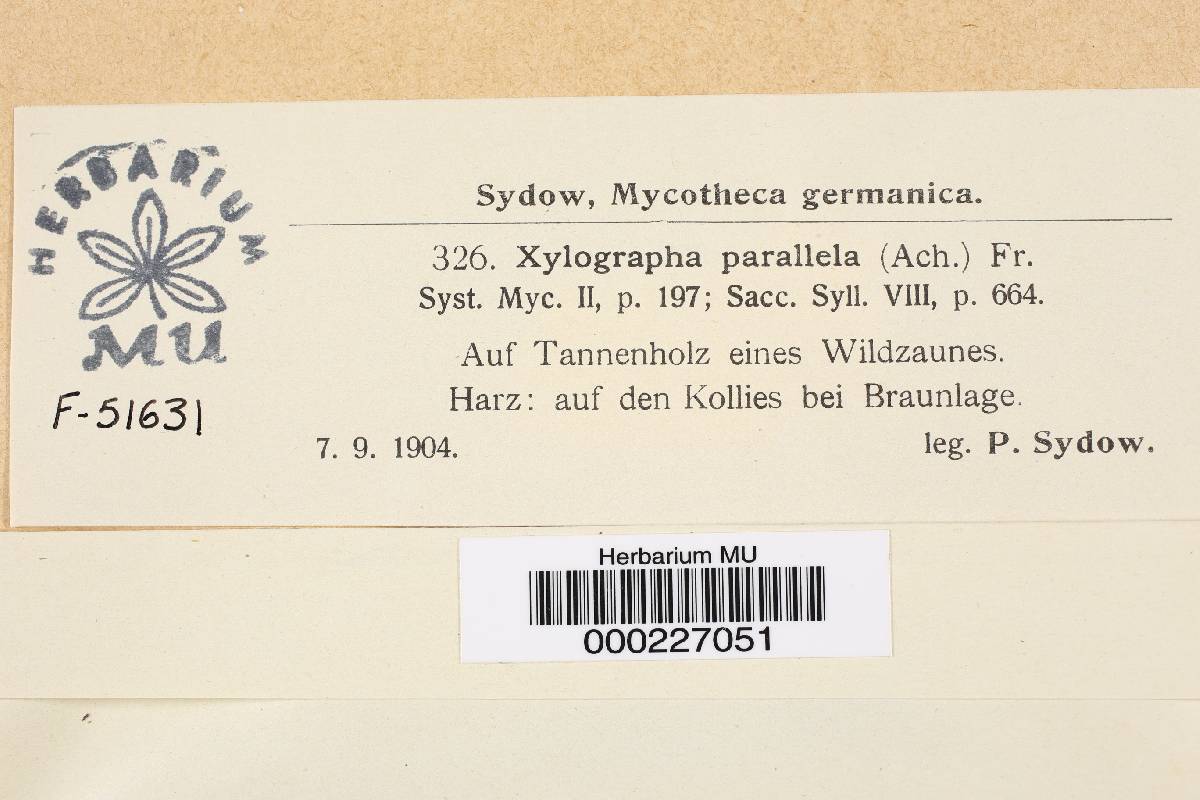 HERBARIUM
MU
F-51631
Sydow, Mycotheca germanica.
326. Xylographa parallela (Ach.) Fr.
Syst. Myc. II, p. 197; Sacc. Syll. VIII, p. 664.
Auf Tannenholz eines Wildzaunes.
Harz: auf den Kollies bei Braunlage.
7. 9. 1904. leg. P. Sydow.
Herbarium MU
000227051